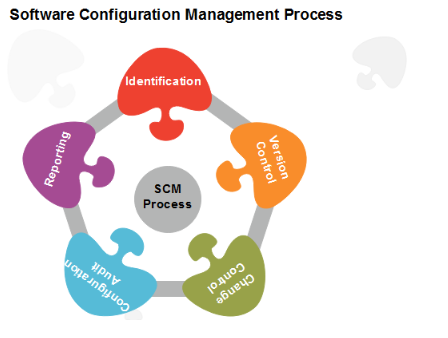 Software Configuration Management Process
Identification
Version
Control
Change
Control
Configuration
Audit
Reporting
SCM
Process